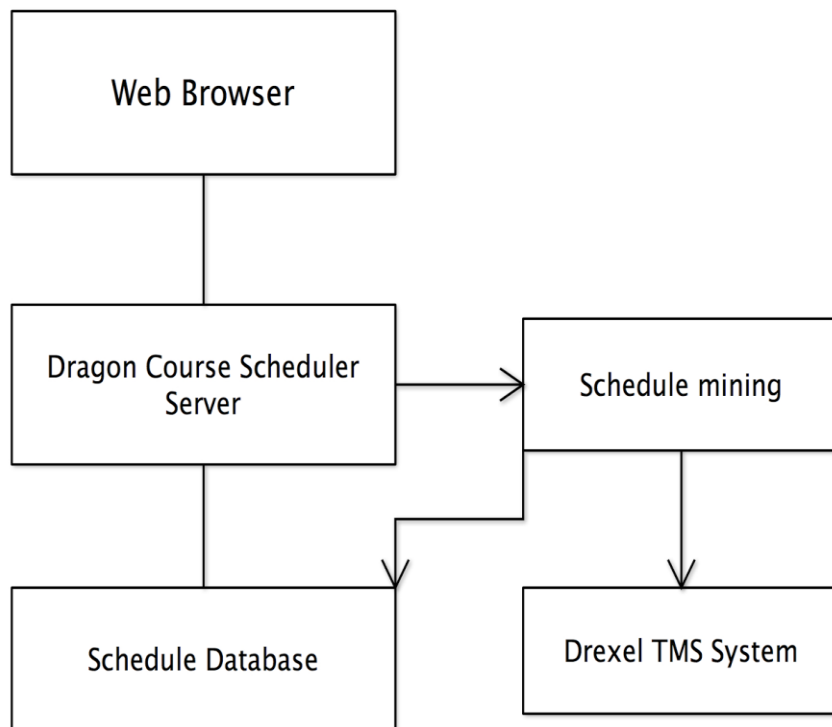 Web Browser
Dragon Course Scheduler
Server
Schedule mining
Schedule Database
Drexel TMS System